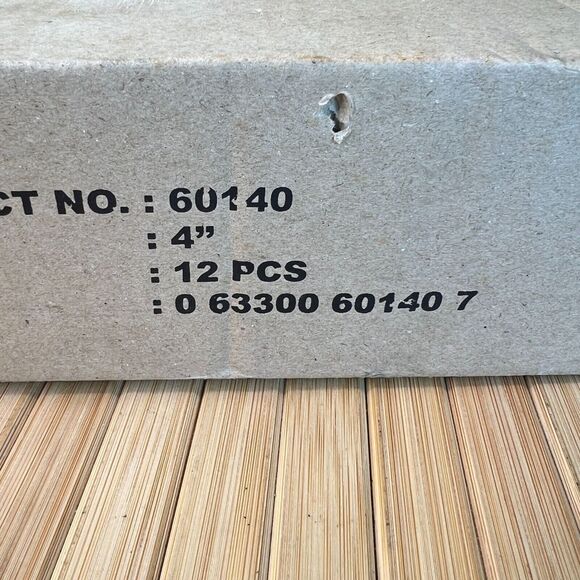 CT NO. : 60140
: 4”
: 12 PCS
: 0 63300 60140 7